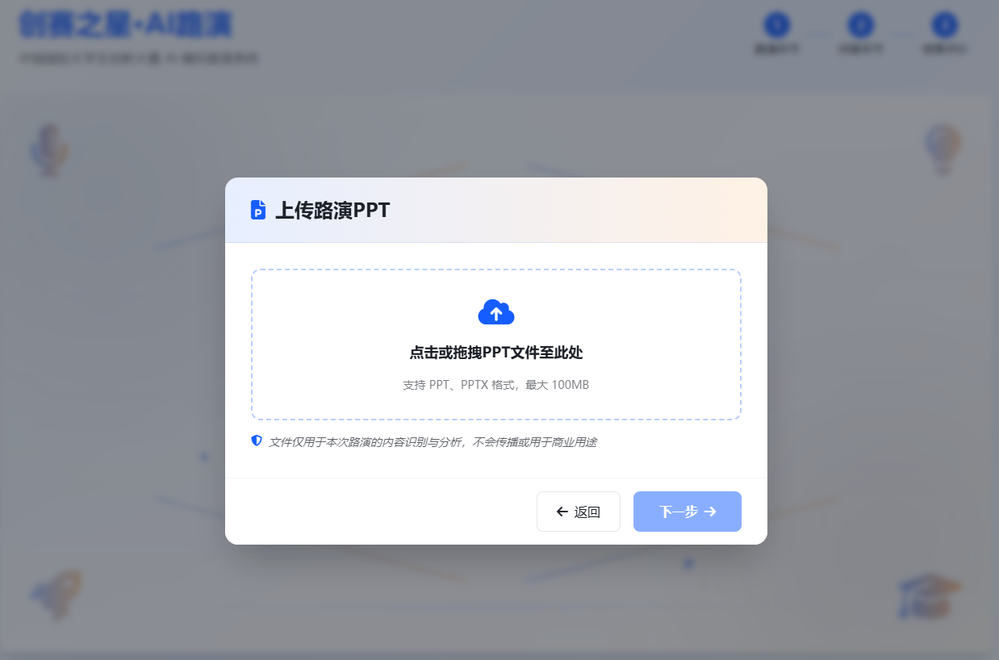 创赛之星·AI路演
1
2
3
上传路演PPT
点击或拖拽PPT文件至此处
支持 PPT、PPTX 格式，最大 100MB
文件仅用于本次路演的内容识别与分析，不会传播或用于商业用途
返回
下一步